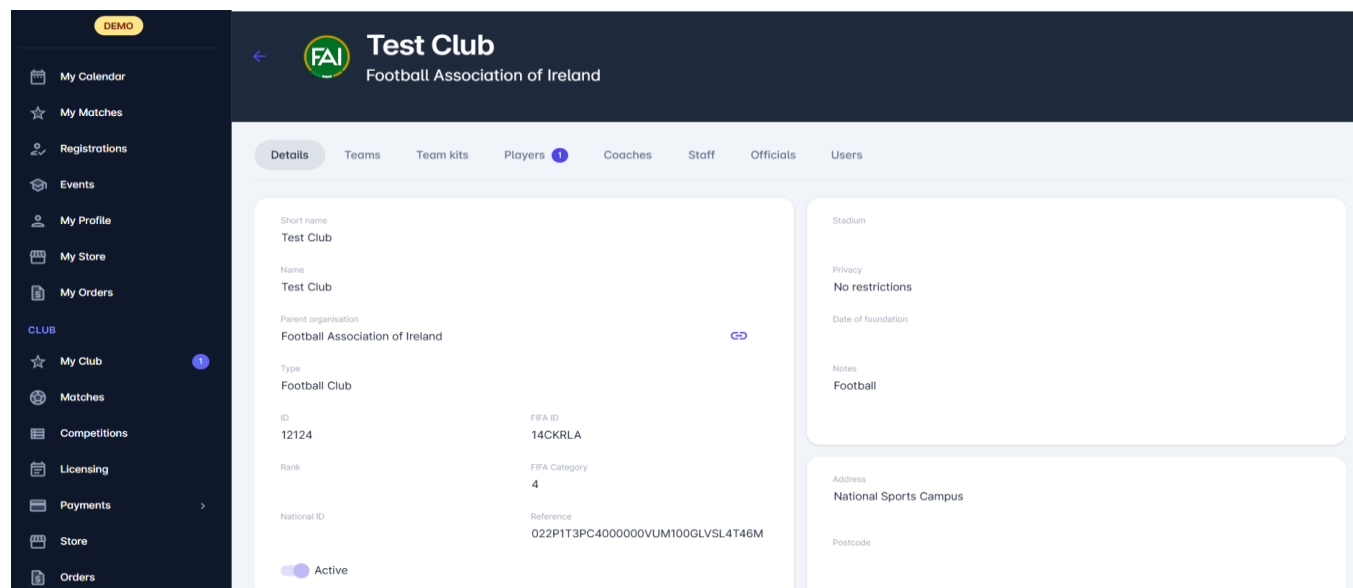 DEMO
My Calendar
My Matches
Registrations
Events
My Profile
My Store
My Orders
CLUB
My Club 1
Matches
Competitions
Licensing
Payments
Store
Orders
FAI
Test Club
Football Association of Ireland
Details Teams Team kits Players 1 Coaches Staff Officials Users
Short name
Test Club
Name
Test Club
Parent organisation
Football Association of Ireland
Type
Football Club
ID FIFA ID
12124 14CKRLA
Rank FIFA Category
4
National ID Reference
022P1T3PC4000000VUM100GLVSL4T46M
Active
Stadium
Privacy
No restrictions
Date of foundation
Notes
Football
Address
National Sports Campus
Postcode